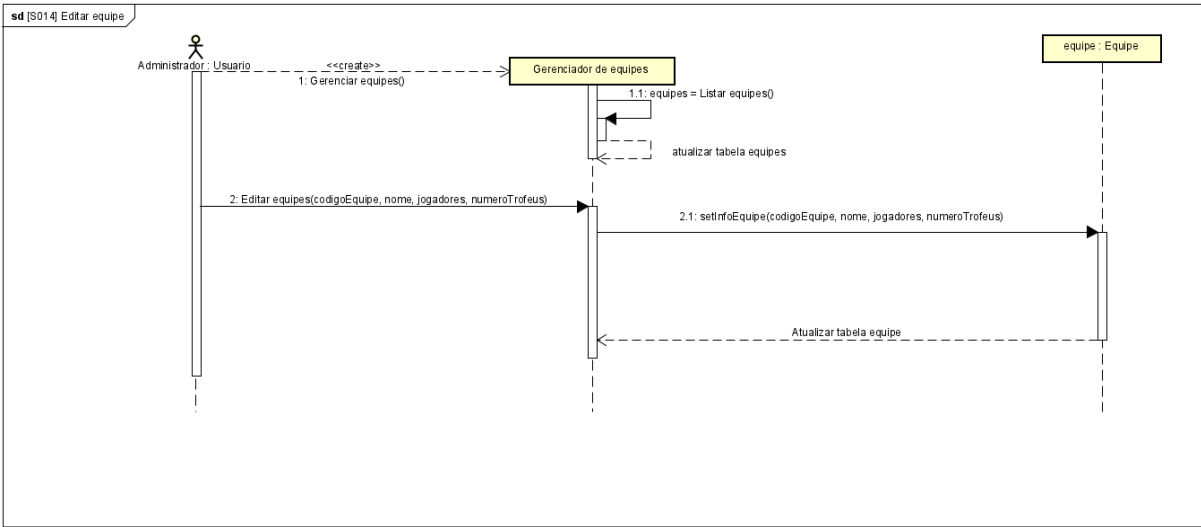 sd [S014] Editar equipe
equipe : Equipe
Administrador : Usuario
<<create>>
Gerenciador de equipes
1: Gerenciar equipes()
1.1: equipes = Listar equipes()
atualizar tabela equipes
2: Editar equipes(codigoEquipe, nome, jogadores, numeroTrofeus)
2.1: setInfoEquipe(codigoEquipe, nome, jogadores, numeroTrofeus)
Atualizar tabela equipe